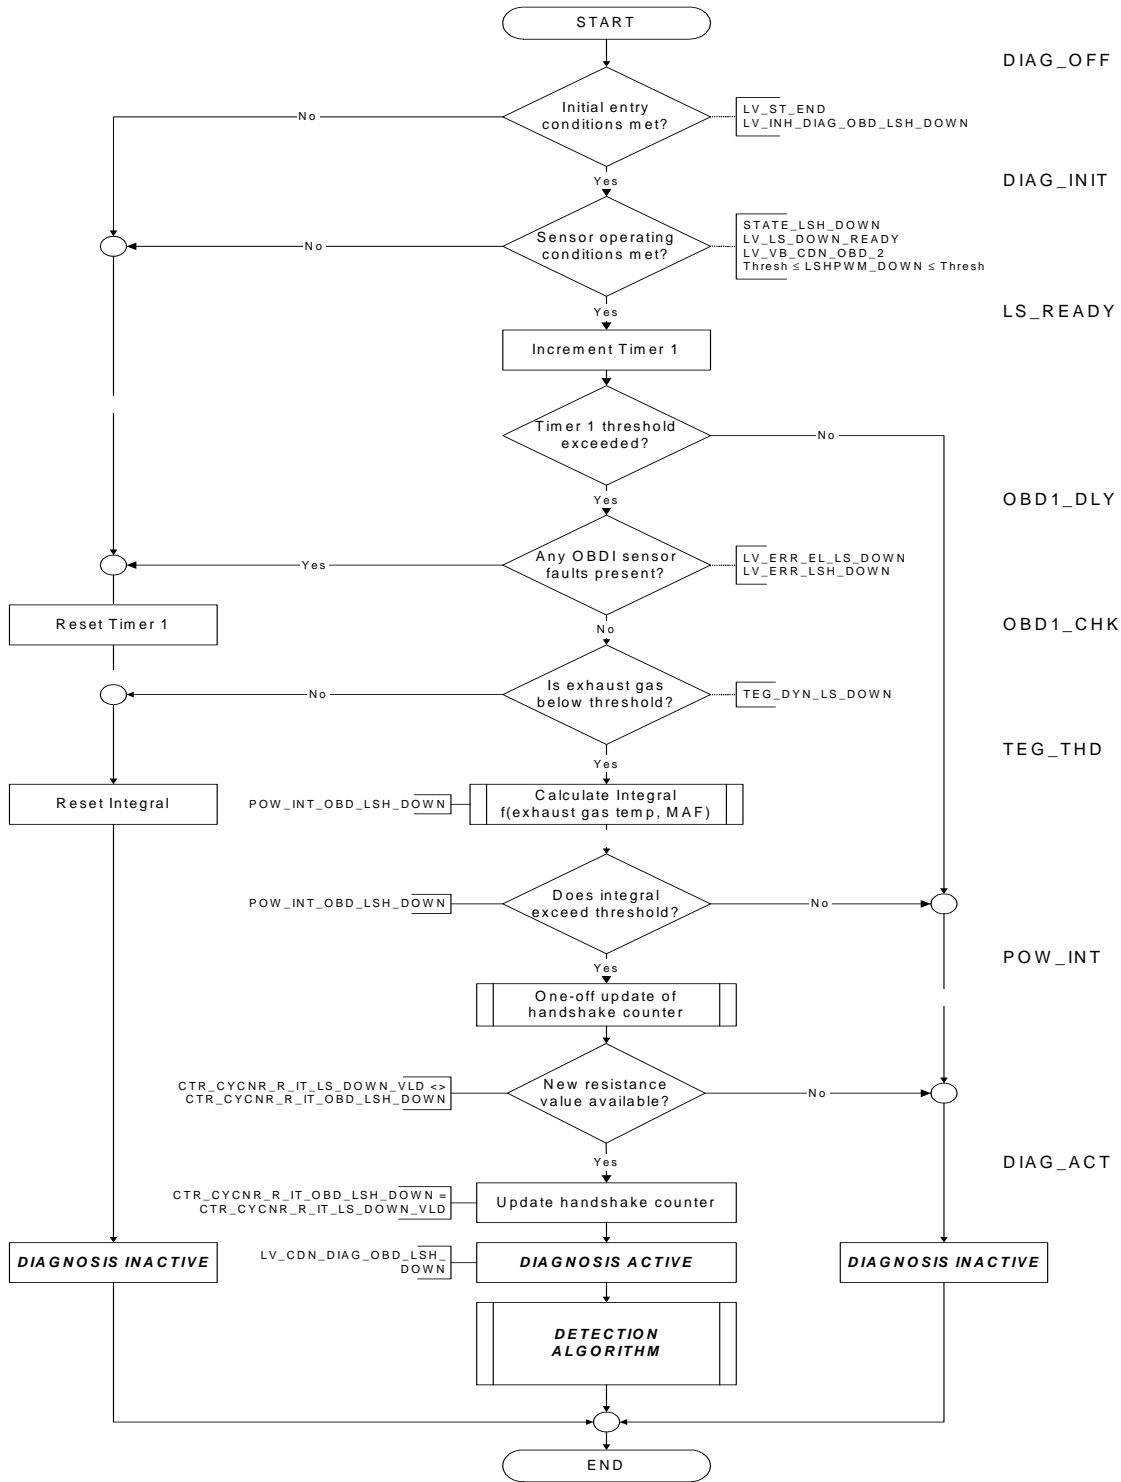 START
DIAG_OFF
Initial entry
conditions met?
LV_ST_END
LV_INH_DIAG_OBD_LSH_DOWN
No
Yes
DIAG_INIT
Sensor operating
conditions met?
STATE_LSH_DOWN
LV_LS_DOWN_READY
LV_VB_CDN_OBD_2
Thresh ≤ LSHPWM_DOWN ≤ Thresh
No
Yes
LS_READY
Increment Timer 1
Timer 1 threshold
exceeded?
No
Yes
OBD1_DLY
Any OBDI sensor
faults present?
LV_ERR_EL_LS_DOWN
LV_ERR_LSH_DOWN
Yes
No
Reset Timer 1
OBD1_CHK
Is exhaust gas
below threshold?
TEG_DYN_LS_DOWN
No
Yes
TEG_THD
Reset Integral
POW_INT_OBD_LSH_DOWN
Calculate Integral
f(exhaust gas temp, MAF)
POW_INT_OBD_LSH_DOWN
Does integral
exceed threshold?
No
Yes
POW_INT
One-off update of
handshake counter
CTR_CYCNR_R_IT_LS_DOWN_VLD <>
CTR_CYCNR_R_IT_OBD_LSH_DOWN
New resistance
value available?
No
Yes
DIAG_ACT
CTR_CYCNR_R_IT_OBD_LSH_DOWN =
CTR_CYCNR_R_IT_LS_DOWN_VLD
Update handshake counter
DIAGNOSIS INACTIVE
LV_CDN_DIAG_OBD_LSH_
DOWN
DIAGNOSIS ACTIVE
DIAGNOSIS INACTIVE
DETECTION
ALGORITHM
END